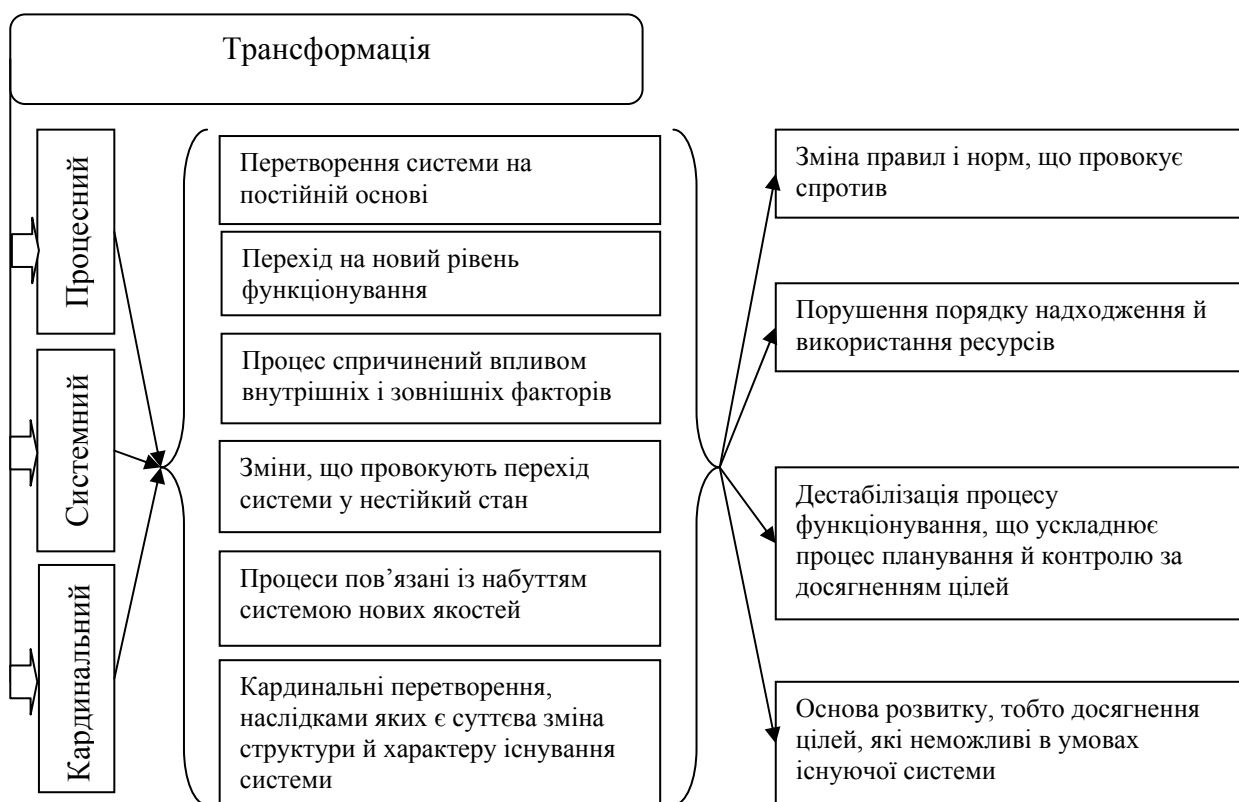 Трансформація
Процесний
Системний
Кардинальний
Перетворення системи на
постійній основі
Перехід на новий рівень
функціонування
Процес спричинений впливом
внутрішніх і зовнішніх факторів
Зміни, що провокують перехід
системи у нестійкий стан
Процеси пов’язані із набуттям
системою нових якостей
Кардинальні перетворення,
наслідками яких є суттєва зміна
структури й характеру існування
системи
Зміна правил і норм, що провокує
спротив
Порушення порядку надходження й
використання ресурсів
Дестабілізація процесу
функціонування, що ускладнює
процес планування й контролю за
досягненням цілей
Основа розвитку, тобто досягнення
цілей, які неможливі в умовах
існуючої системи